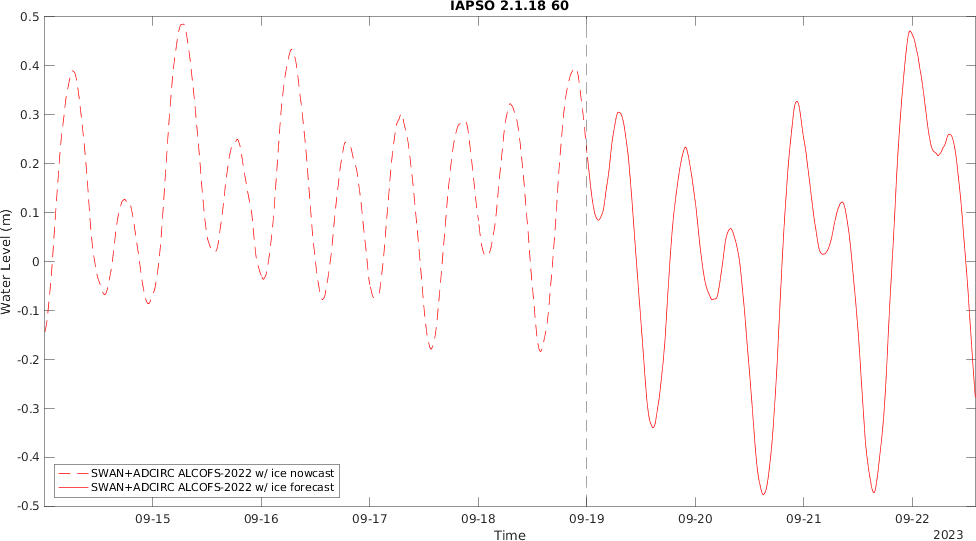 IAPSO 2.1.18 60
0.5
0.4
0.3
0.2
0.1
0
-0.1
-0.2
-0.3
-0.4
-0.5
Water Level (m)
SWAN+ADCIRC ALCOFS-2022 w/ ice nowcast
SWAN+ADCIRC ALCOFS-2022 w/ ice forecast
09-15 09-16 09-17 09-18 09-19 09-20 09-21 09-22
Time
2023